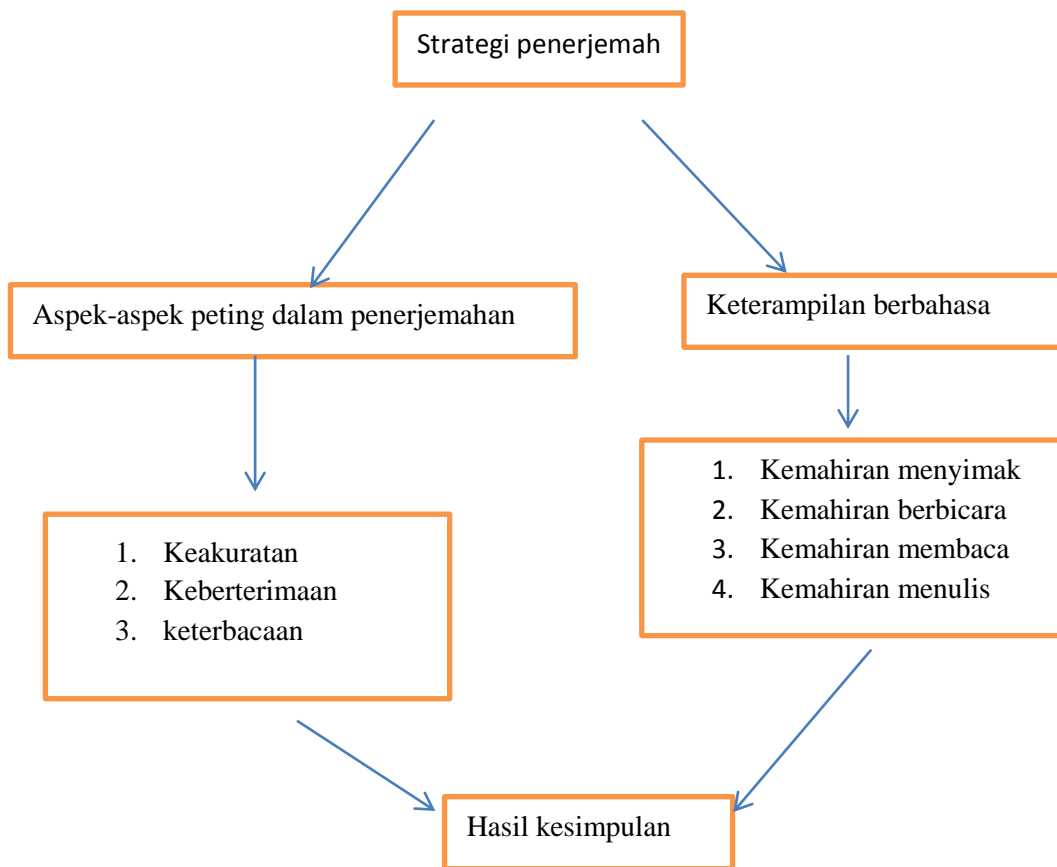 Strategi penerjemah
Aspek-aspek peting dalam penerjemahan
Keterampilan berbahasa
1. Keakuratan
2. Keberterimaan
3. keterbacaan
1. Kemahiran menyimak
2. Kemahiran berbicara
3. Kemahiran membaca
4. Kemahiran menulis
Hasil kesimpulan